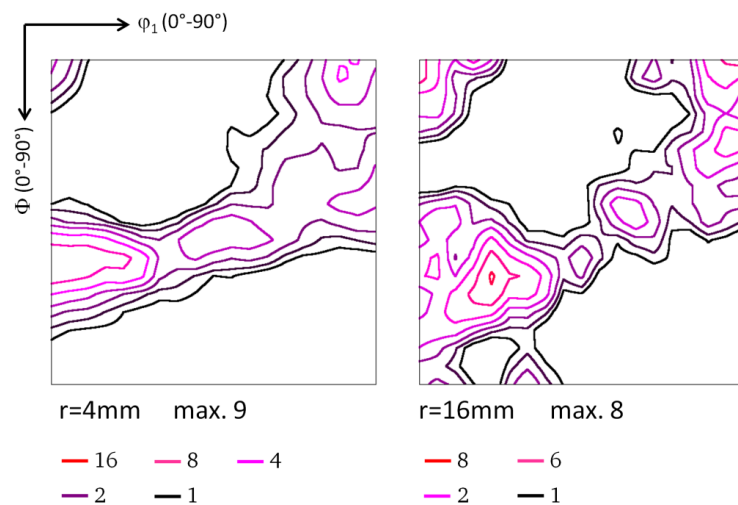 φ₁ (0°-90°)
Φ (0°-90°)
r=4mm max. 9
r=16mm max. 8
16 8 4
2 1
8 6
2 1